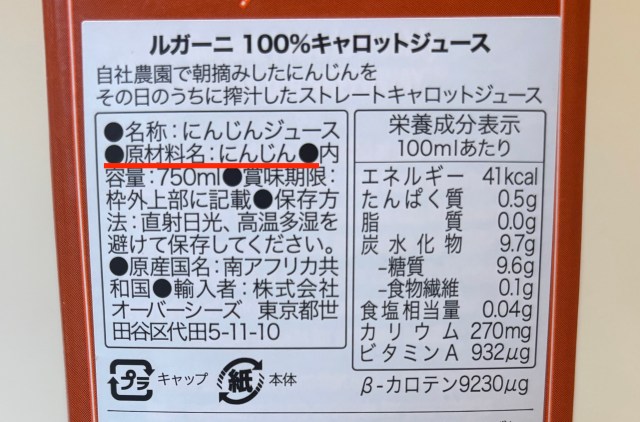 ルガーニ 100%キャロットジュース
自社農園で朝摘みしたにんじんを
その日のうちに搾汁したストレートキャロットジュース
●名称：にんじんジュース
●原材料名：にんじん●内
容量：750ml●賞味期限：
枠外上部に記載●保存方
法：直射日光、高温多湿を
避けて保存してください。
●原産国名：南アフリカ共
和国●輸入者：株式会社
オーバーシーズ 東京都世
田谷区代田5-11-10
栄養成分表示
100mlあたり
エネルギー 41kcal
たんぱく質 0.5g
脂質 0.0g
炭水化物 9.7g
-糖質 9.6g
-食物繊維 0.1g
食塩相当量 0.04g
カリウム 270mg
ビタミンA 932μg
β-カロテン9230μg
プラ キャップ 紙 本体